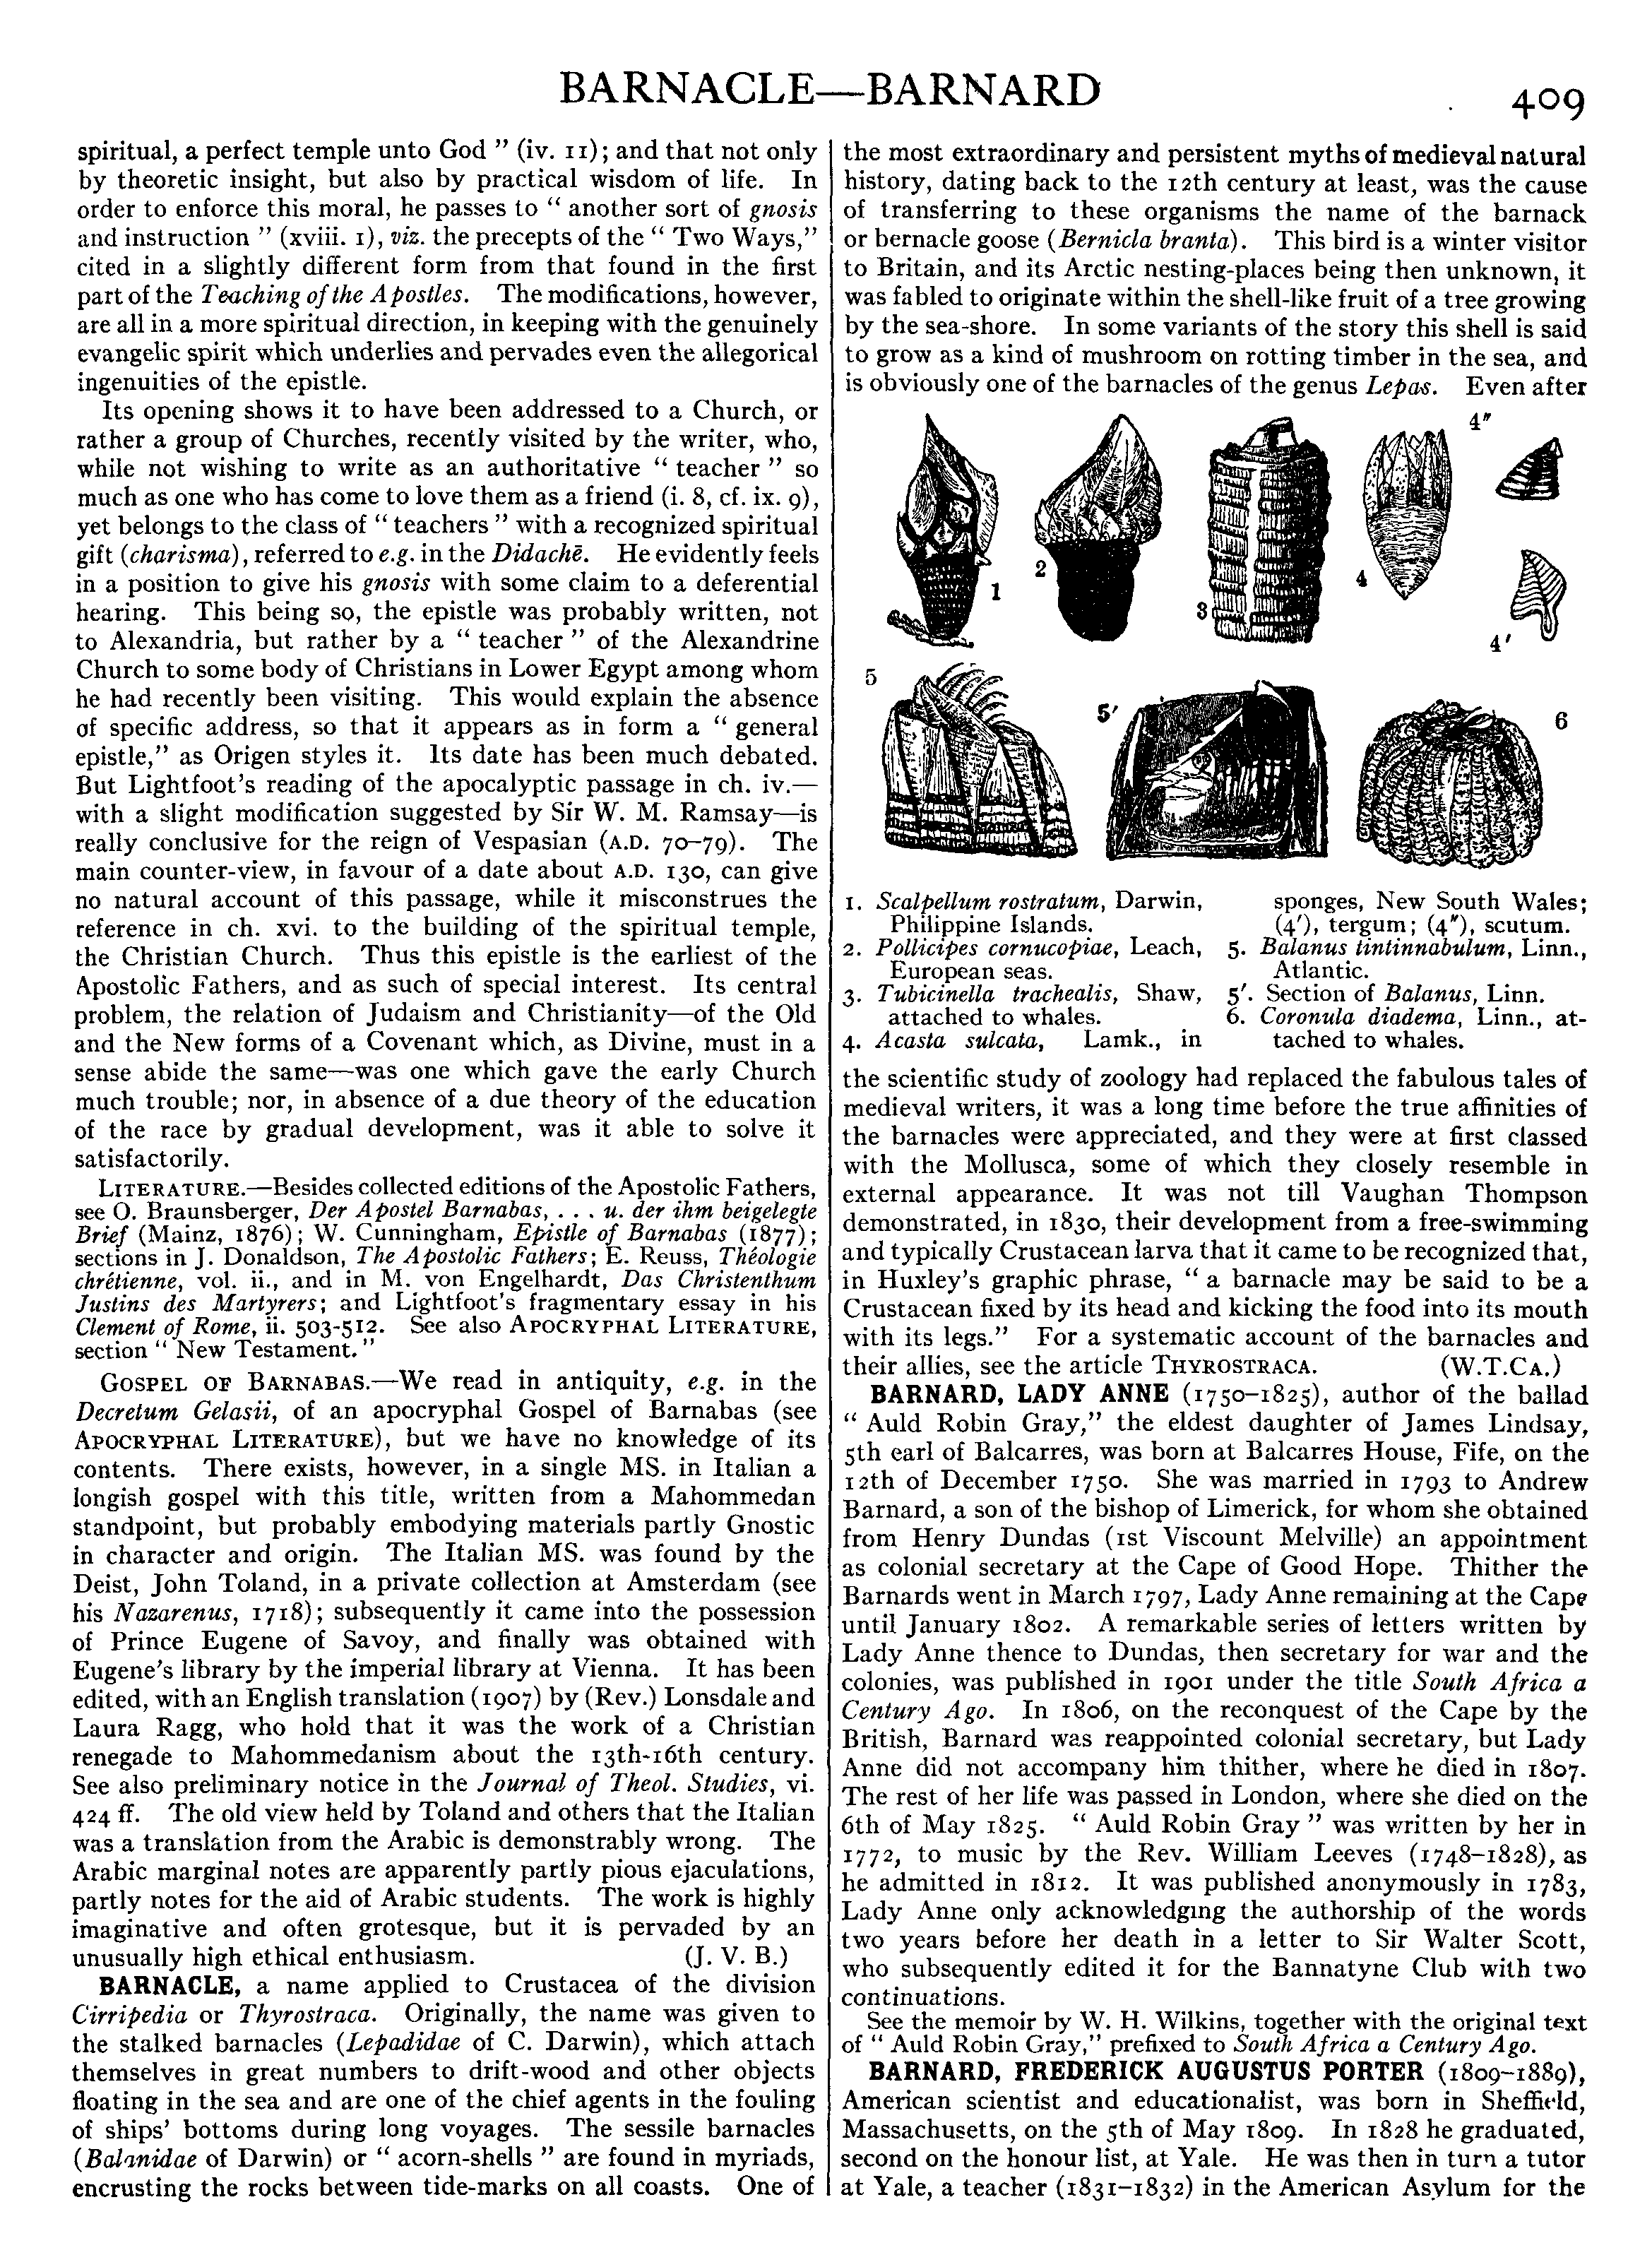 BARNACLE—BARNARD
409
spiritual, a perfect temple unto God ” (iv. 11); and that not only
by theoretic insight, but also by practical wisdom of life. In
order to enforce this moral, he passes to “ another sort of gnosis
and instruction ” (xviii. 1), viz. the precepts of the “ Two Ways,”
cited in a slightly different form from that found in the first
part of the Teaching of the Apostles. The modifications, however,
are all in a more spiritual direction, in keeping with the genuinely
evangelic spirit which underlies and pervades even the allegorical
ingenuities of the epistle.
Its opening shows it to have been addressed to a Church, or
rather a group of Churches, recently visited by the writer, who,
while not wishing to write as an authoritative “ teacher ” so
much as one who has come to love them as a friend (i. 8, cf. ix. 9),
yet belongs to the class of “ teachers ” with a recognized spiritual
gift (charisma), referred to e.g. in the Didachē. He evidently feels
in a position to give his gnosis with some claim to a deferential
hearing. This being so, the epistle was probably written, not
to Alexandria, but rather by a “ teacher ” of the Alexandrine
Church to some body of Christians in Lower Egypt among whom
he had recently been visiting. This would explain the absence
of specific address, so that it appears as in form a “ general
epistle,” as Origen styles it. Its date has been much debated.
But Lightfoot’s reading of the apocalyptic passage in ch. iv.—
with a slight modification suggested by Sir W. M. Ramsay—is
really conclusive for the reign of Vespasian (A.D. 70–79). The
main counter-view, in favour of a date about A.D. 130, can give
no natural account of this passage, while it misconstrues the
reference in ch. xvi. to the building of the spiritual temple,
the Christian Church. Thus this epistle is the earliest of the
Apostolic Fathers, and as such of special interest. Its central
problem, the relation of Judaism and Christianity—of the Old
and the New forms of a Covenant which, as Divine, must in a
sense abide the same—was one which gave the early Church
much trouble; nor, in absence of a due theory of the education
of the race by gradual development, was it able to solve it
satisfactorily.
LITERATURE.—Besides collected editions of the Apostolic Fathers,
see O. Braunsberger, Der Apostel Barnabas, . . . u. der ihm beigelegte
Brief (Mainz, 1876); W. Cunningham, Epistle of Barnabas (1877);
sections in J. Donaldson, The Apostolic Fathers; E. Reuss, Théologie
chrétienne, vol. ii., and in M. von Engelhardt, Das Christenthum
Justins des Martyrers; and Lightfoot’s fragmentary essay in his
Clement of Rome, ii. 503-512. See also APOCRYPHAL LITERATURE,
section “ New Testament.”
GOSPEL OF BARNABAS.—We read in antiquity, e.g. in the
Decretum Gelasii, of an apocryphal Gospel of Barnabas (see
APOCRYPHAL LITERATURE), but we have no knowledge of its
contents. There exists, however, in a single MS. in Italian a
longish gospel with this title, written from a Mahommedan
standpoint, but probably embodying materials partly Gnostic
in character and origin. The Italian MS. was found by the
Deist, John Toland, in a private collection at Amsterdam (see
his Nazarenus, 1718); subsequently it came into the possession
of Prince Eugene of Savoy, and finally was obtained with
Eugene’s library by the imperial library at Vienna. It has been
edited, with an English translation (1907) by (Rev.) Lonsdale and
Laura Ragg, who hold that it was the work of a Christian
renegade to Mahommedanism about the 13th-16th century.
See also preliminary notice in the Journal of Theol. Studies, vi.
424 ff. The old view held by Toland and others that the Italian
was a translation from the Arabic is demonstrably wrong. The
Arabic marginal notes are apparently partly pious ejaculations,
partly notes for the aid of Arabic students. The work is highly
imaginative and often grotesque, but it is pervaded by an
unusually high ethical enthusiasm. (J. V. B.)
BARNACLE, a name applied to Crustacea of the division
Cirripedia or Thyrostraca. Originally, the name was given to
the stalked barnacles (Lepadidae of C. Darwin), which attach
themselves in great numbers to drift-wood and other objects
floating in the sea and are one of the chief agents in the fouling
of ships’ bottoms during long voyages. The sessile barnacles
(Balanidae of Darwin) or “ acorn-shells ” are found in myriads,
encrusting the rocks between tide-marks on all coasts. One of
the most extraordinary and persistent myths of medieval natural
history, dating back to the 12th century at least, was the cause
of transferring to these organisms the name of the barnack
or bernacle goose (Bernicla branta). This bird is a winter visitor
to Britain, and its Arctic nesting-places being then unknown, it
was fabled to originate within the shell-like fruit of a tree growing
by the sea-shore. In some variants of the story this shell is said
to grow as a kind of mushroom on rotting timber in the sea, and
is obviously one of the barnacles of the genus Lepas. Even after
1
2
3
4
4″
4′
5
5′
6
1. Scalpellum rostratum, Darwin,
Philippine Islands.
2. Pollicipes cornucopiae, Leach,
European seas.
3. Tubicinella trachealis, Shaw,
attached to whales.
4. Acasta sulcata, Lamk., in
sponges, New South Wales;
(4′), tergum; (4″), scutum.
5. Balanus tintinnabulum, Linn.,
Atlantic.
5′. Section of Balanus, Linn.
6. Coronula diadema, Linn., at-
tached to whales.
the scientific study of zoology had replaced the fabulous tales of
medieval writers, it was a long time before the true affinities of
the barnacles were appreciated, and they were at first classed
with the Mollusca, some of which they closely resemble in
external appearance. It was not till Vaughan Thompson
demonstrated, in 1830, their development from a free-swimming
and typically Crustacean larva that it came to be recognized that,
in Huxley’s graphic phrase, “ a barnacle may be said to be a
Crustacean fixed by its head and kicking the food into its mouth
with its legs.” For a systematic account of the barnacles and
their allies, see the article THYROSTRACA. (W.T.CA.)
BARNARD, LADY ANNE (1750–1825), author of the ballad
“ Auld Robin Gray,” the eldest daughter of James Lindsay,
5th earl of Balcarres, was born at Balcarres House, Fife, on the
12th of December 1750. She was married in 1793 to Andrew
Barnard, a son of the bishop of Limerick, for whom she obtained
from Henry Dundas (1st Viscount Melville) an appointment
as colonial secretary at the Cape of Good Hope. Thither the
Barnards went in March 1797, Lady Anne remaining at the Cape
until January 1802. A remarkable series of letters written by
Lady Anne thence to Dundas, then secretary for war and the
colonies, was published in 1901 under the title South Africa a
Century Ago. In 1806, on the reconquest of the Cape by the
British, Barnard was reappointed colonial secretary, but Lady
Anne did not accompany him thither, where he died in 1807.
The rest of her life was passed in London, where she died on the
6th of May 1825. “ Auld Robin Gray ” was written by her in
1772, to music by the Rev. William Leeves (1748–1828), as
he admitted in 1812. It was published anonymously in 1783,
Lady Anne only acknowledging the authorship of the words
two years before her death in a letter to Sir Walter Scott,
who subsequently edited it for the Bannatyne Club with two
continuations.
See the memoir by W. H. Wilkins, together with the original text
of “ Auld Robin Gray,” prefixed to South Africa a Century Ago.
BARNARD, FREDERICK AUGUSTUS PORTER (1809–1889),
American scientist and educationalist, was born in Sheffield,
Massachusetts, on the 5th of May 1809. In 1828 he graduated,
second on the honour list, at Yale. He was then in turn a tutor
at Yale, a teacher (1831–1832) in the American Asylum for the